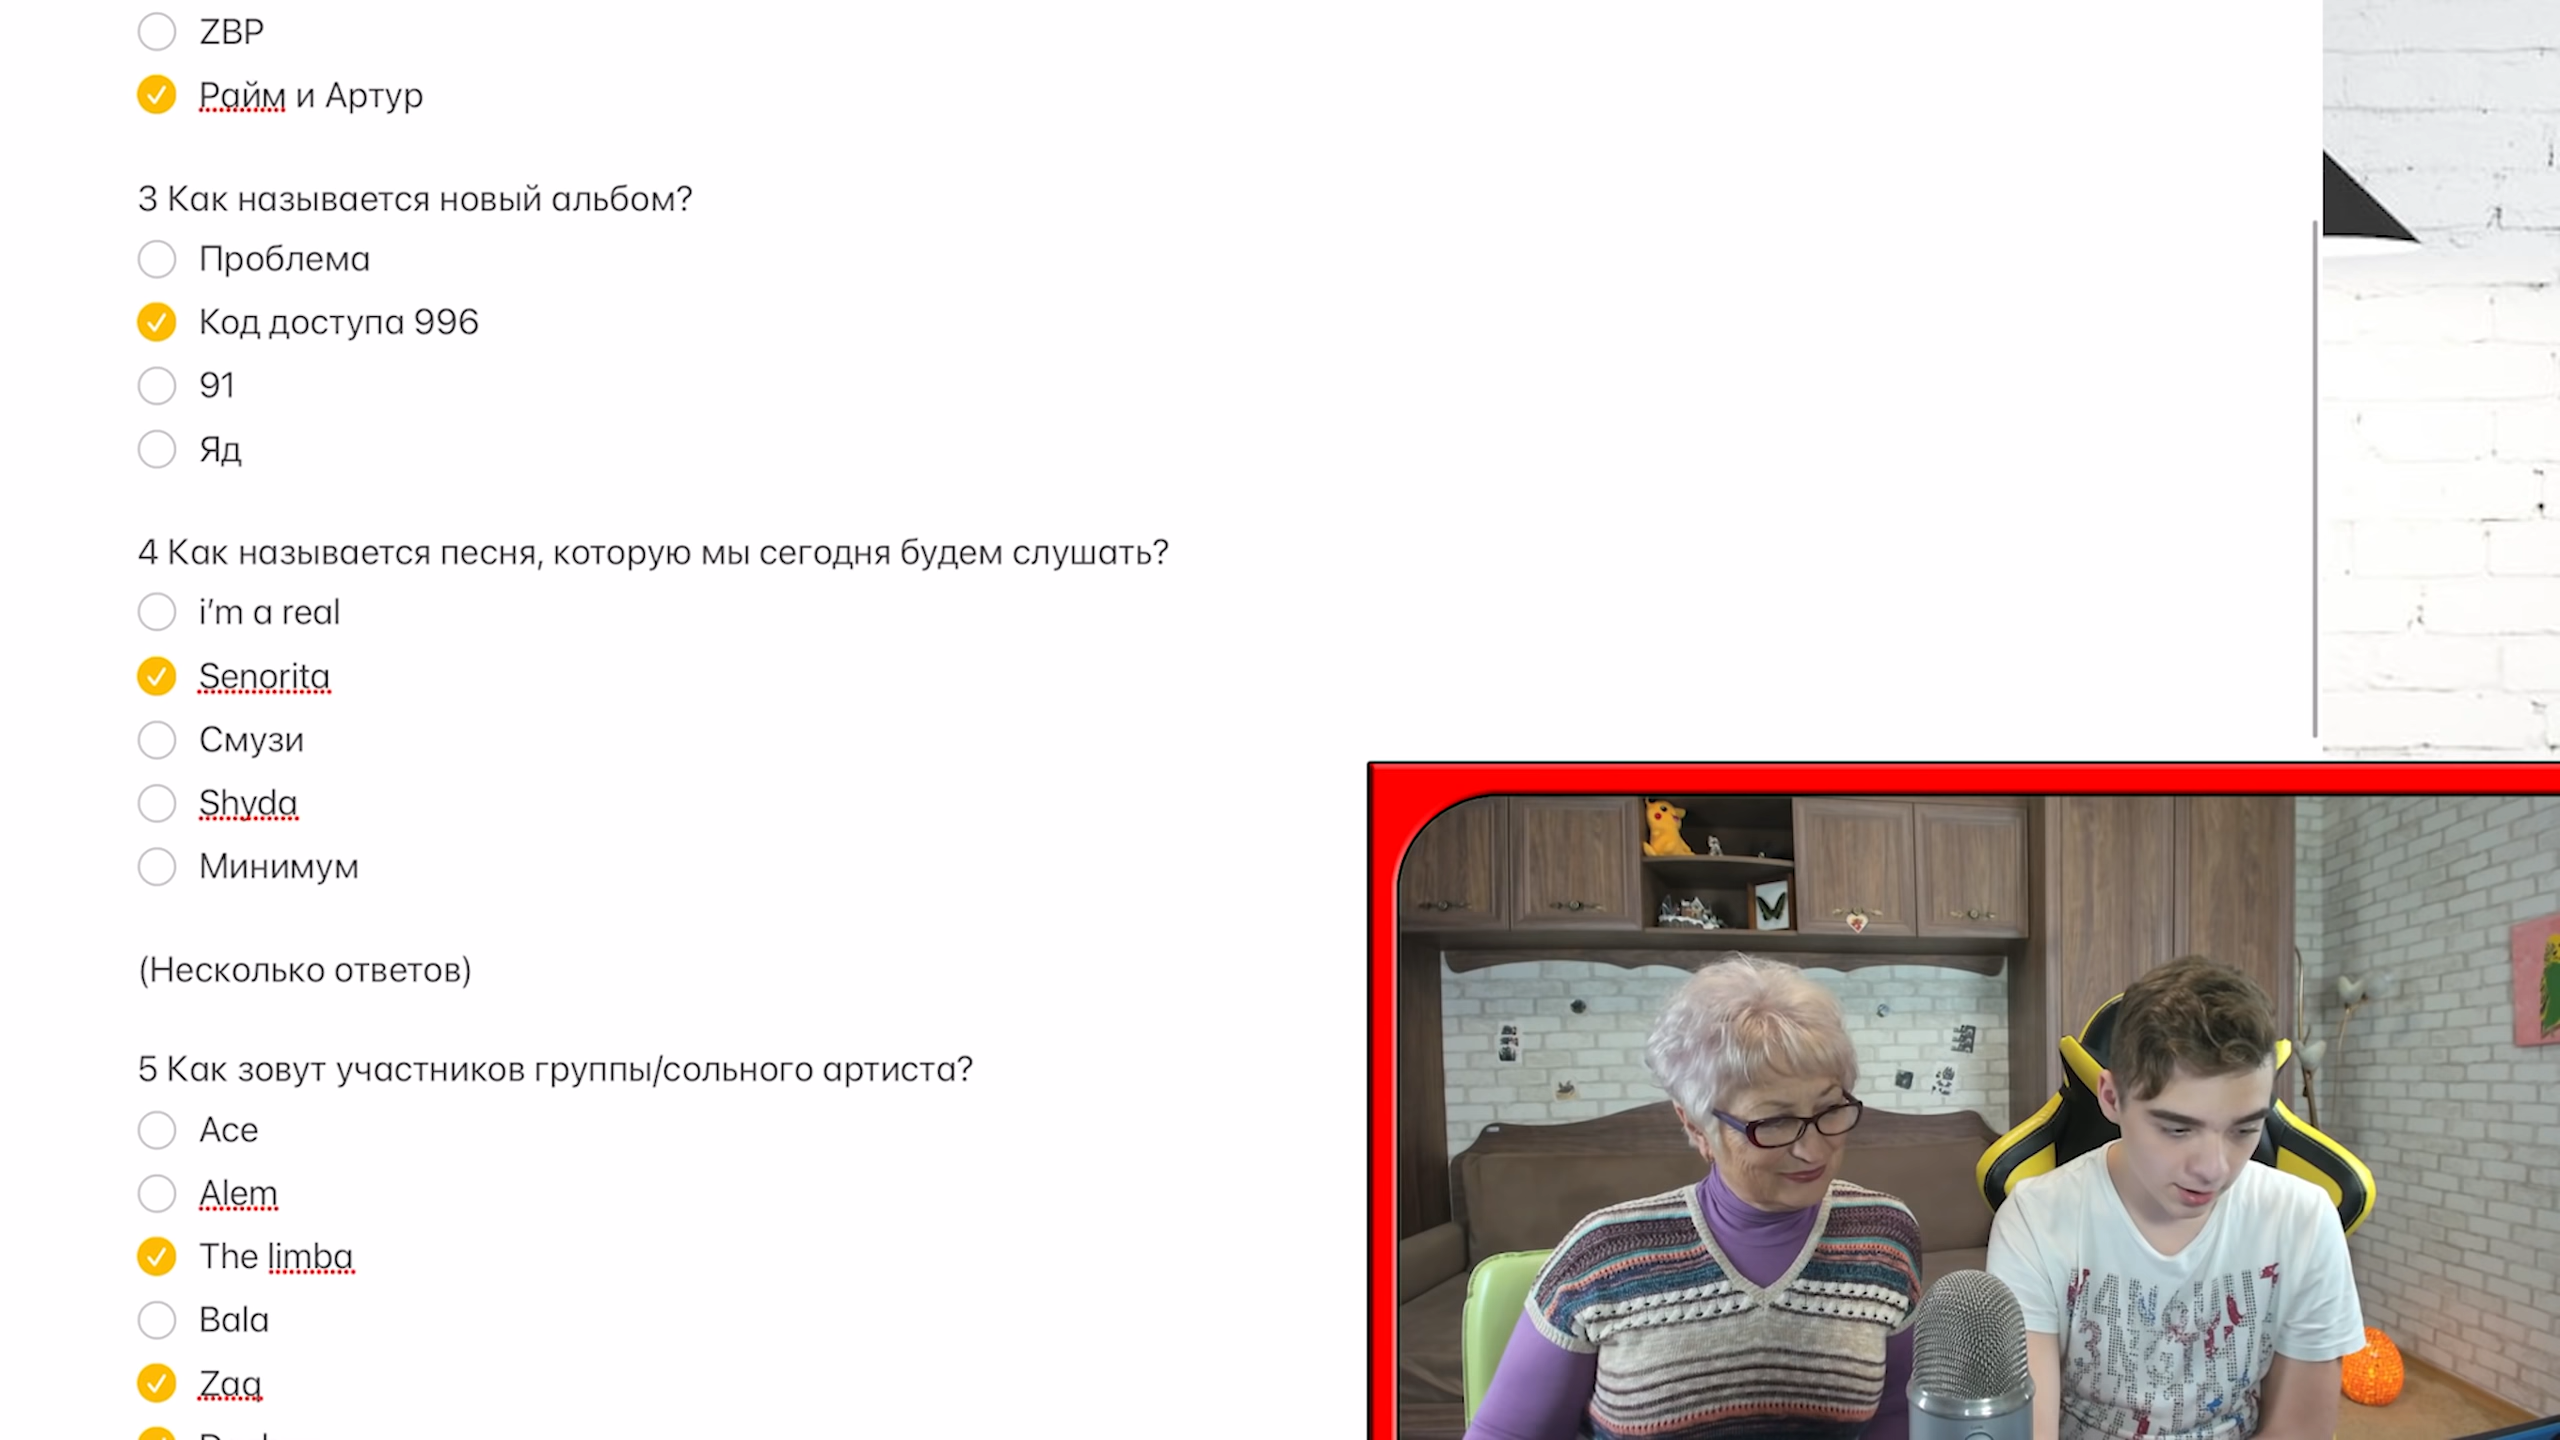 ZBP
Райм и Артур
3 Как называется новый альбом?
Проблема
Код доступа 996
91
Яд
4 Как называется песня, которую мы сегодня будем слушать?
i'm a real
Senorita
Смузи
Shyda
Минимум
(Несколько ответов)
5 Как зовут участников группы/сольного артиста?
Ace
Alem
The limba
Bala
Zaq